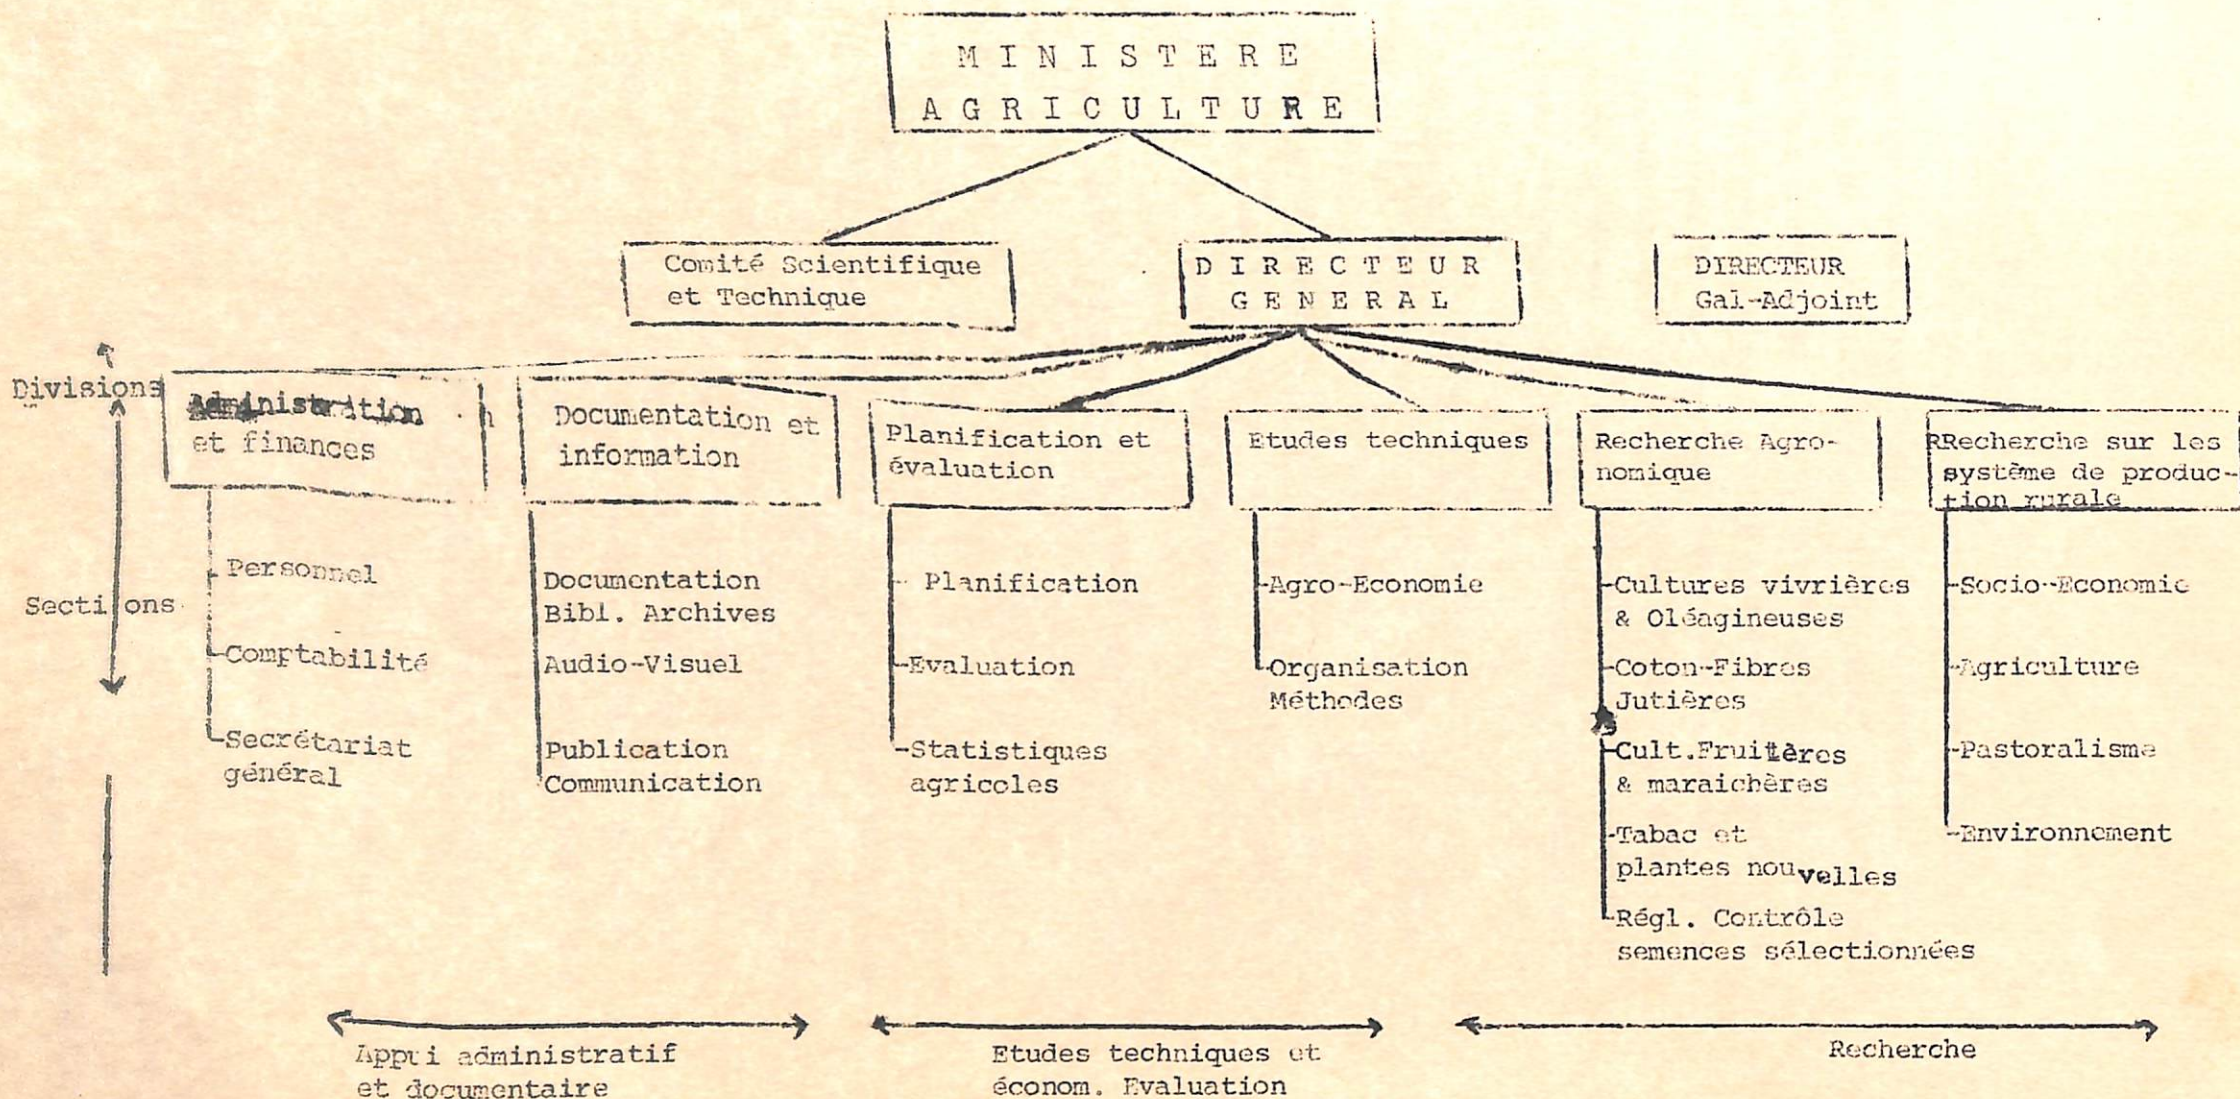 M I N I S T E R E
A G R I C U L T U R E
Comité Scientifique
et Technique
D I R E C T E U R
G E N E R A L
DIRECTEUR
Gal-Adjoint
Divisions
Administration
et finances
Documentation et
information
Planification et
évaluation
Etudes techniques
Recherche Agro-
nomique
RRecherche sur les
système de produc-
tion rurale
Sections
Personnel
Comptabilité
Secrétariat
général
Documentation
Bibl. Archives
Audio-Visuel
Publication
Communication
Planification
-Evaluation
-Statistiques
agricoles
-Agro-Economie
-Organisation
Méthodes
-Cultures vivrières
& Oléagineuses
-Coton-Fibres
Jutières
-Cult.Fruitères
& maraichères
-Tabac et
plantes nouvelles
-Régl. Contrôle
semences sélectionnées
-Socio-Economie
-Agriculture
-Pastoralisme
-Environnement
Appui administratif
et documentaire
Etudes techniques et
économ. Evaluation
Recherche